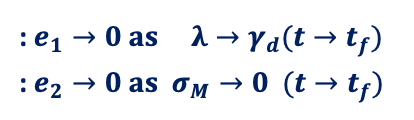 : e₁ → 0 as λ → γ_d(t → t_f)
: e₂ → 0 as σ_M → 0 (t → t_f)